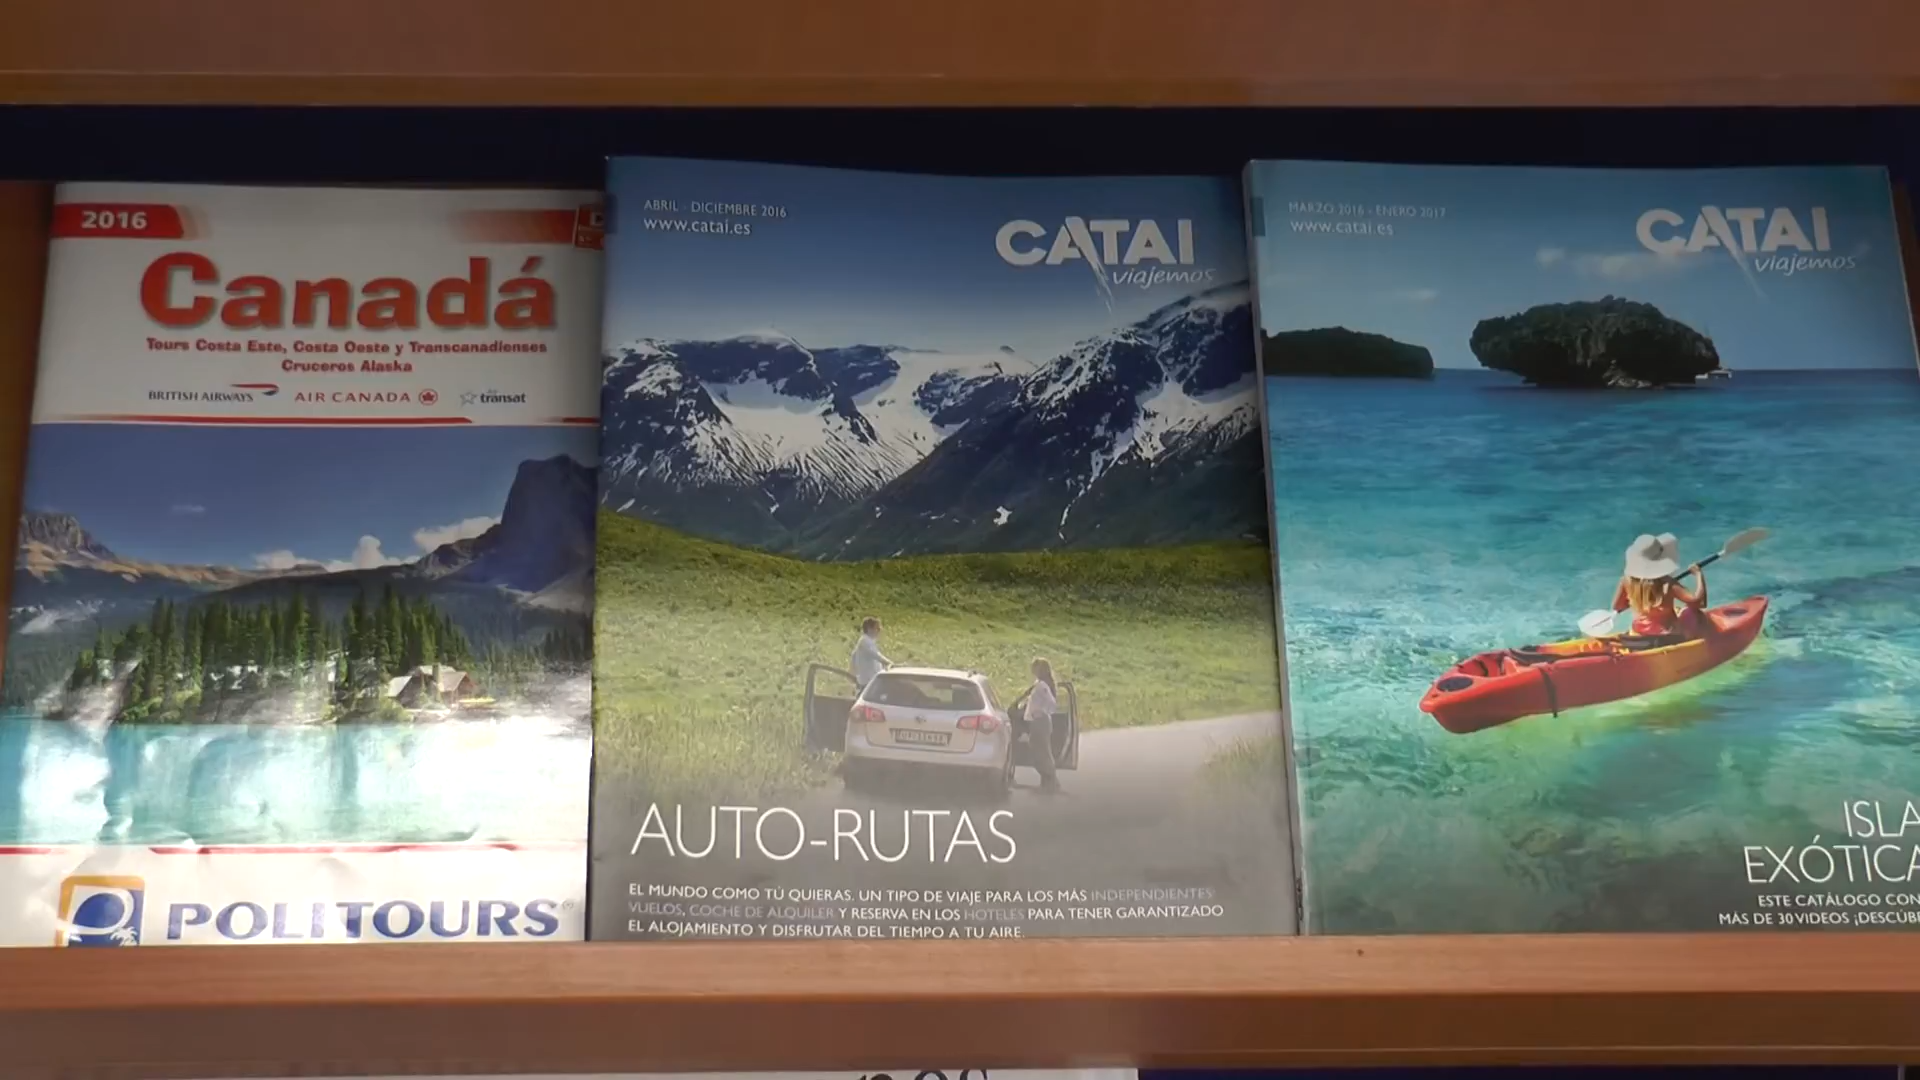 2016
Canadá
Tours Costa Este, Costa Oeste y Transcanadienses
Cruceros Alaska
BRITISH AIRWAYS
AIR CANADA
transat
POLITOURS
ABRIL - DICIEMBRE 2016
www.catai.es
CATAI
viajemos
AUTO-RUTAS
EL MUNDO COMO TÚ QUIERAS. UN TIPO DE VIAJE PARA LOS MÁS INDEPENDIENTES:
VUELOS, COCHE DE ALQUILER Y RESERVA EN LOS HOTELES PARA TENER GARANTIZADO
EL ALOJAMIENTO Y DISFRUTAR DEL TIEMPO A TU AIRE.
MARZO 2016 - ENERO 2017
www.catai.es
CATAI
viajemos
ISLA
EXÓTICA
ESTE CATÁLOGO CON
MÁS DE 30 VIDEOS ¡DESCÚB